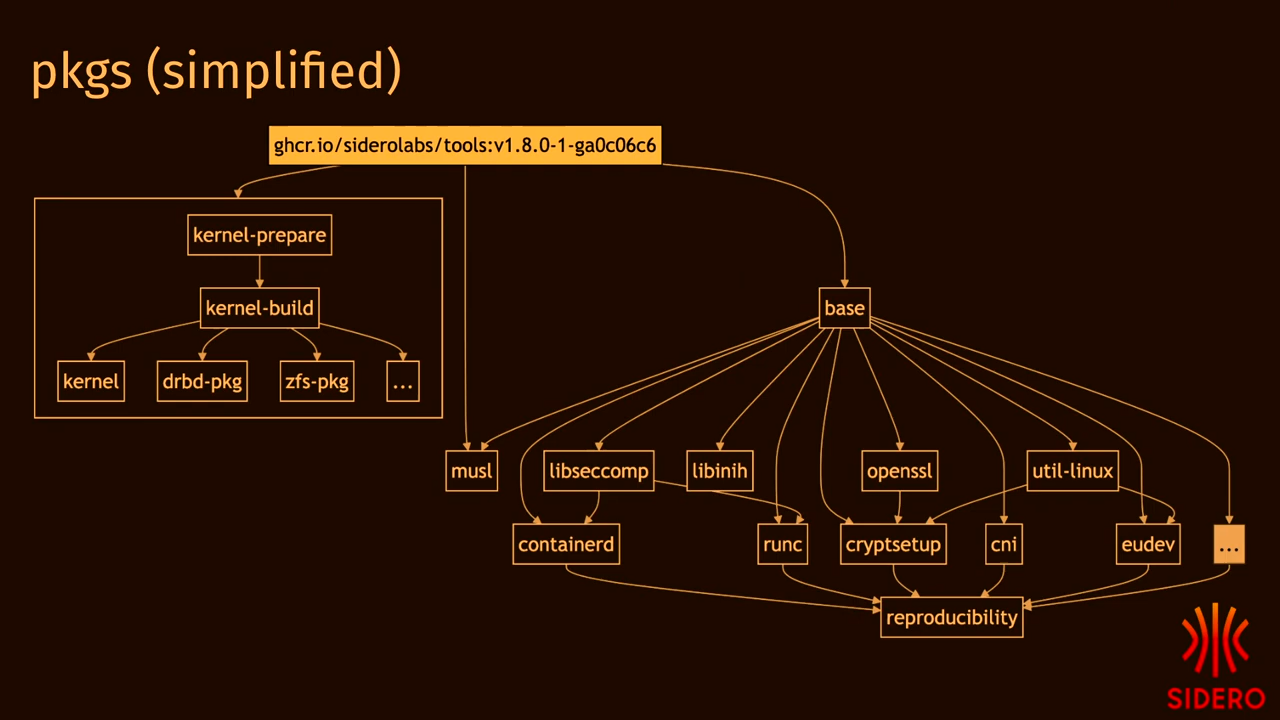 pkgs (simplified)
ghcr.io/siderolabs/tools:v1.8.0-1-ga0c06c6
kernel-prepare
kernel-build
base
kernel
drbd-pkg
zfs-pkg
...
musl
libseccomp
libinih
openssl
util-linux
containerd
runc
cryptsetup
cni
eudev
...
reproducibility
SIDERO